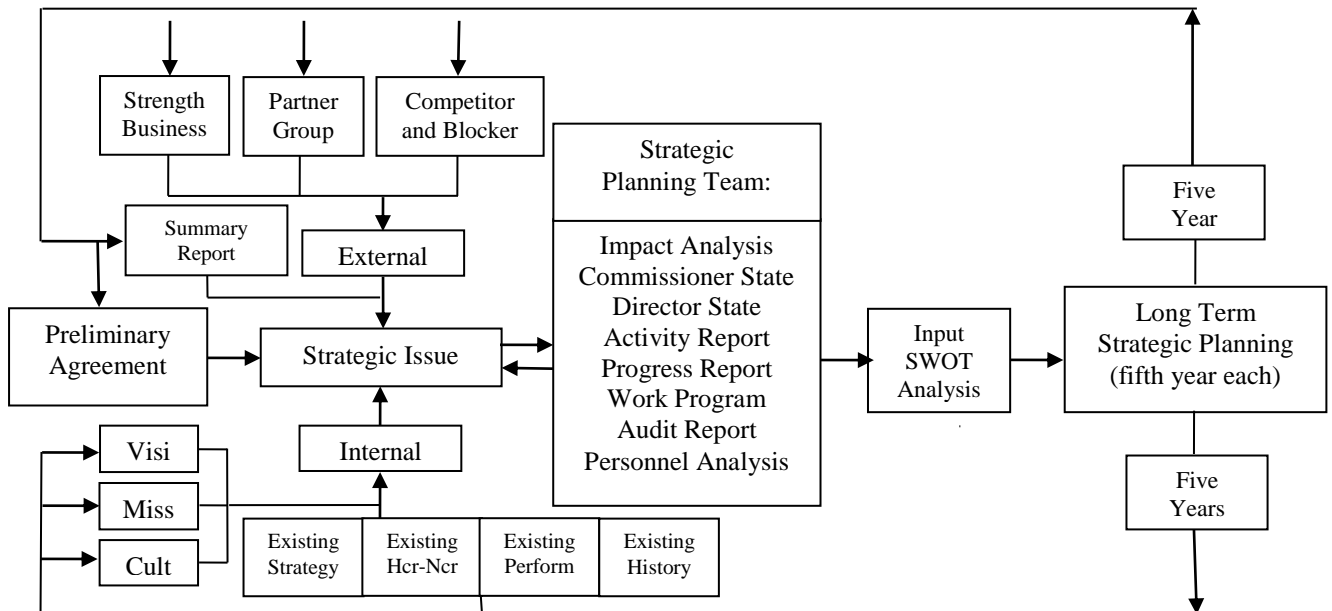 Strength
Business
Partner
Group
Competitor
and Blocker
Strategic
Planning Team:
Five
Year
Summary
Report
External
Impact Analysis
Commissioner State
Director State
Activity Report
Progress Report
Work Program
Audit Report
Personnel Analysis
Preliminary
Agreement
Strategic Issue
Input
SWOT
Analysis
Long Term
Strategic Planning
(fifth year each)
Internal
Visi
Miss
Cult
Five
Years
Existing
Strategy
Existing
Hcr-Ncr
Existing
Perform
Existing
History